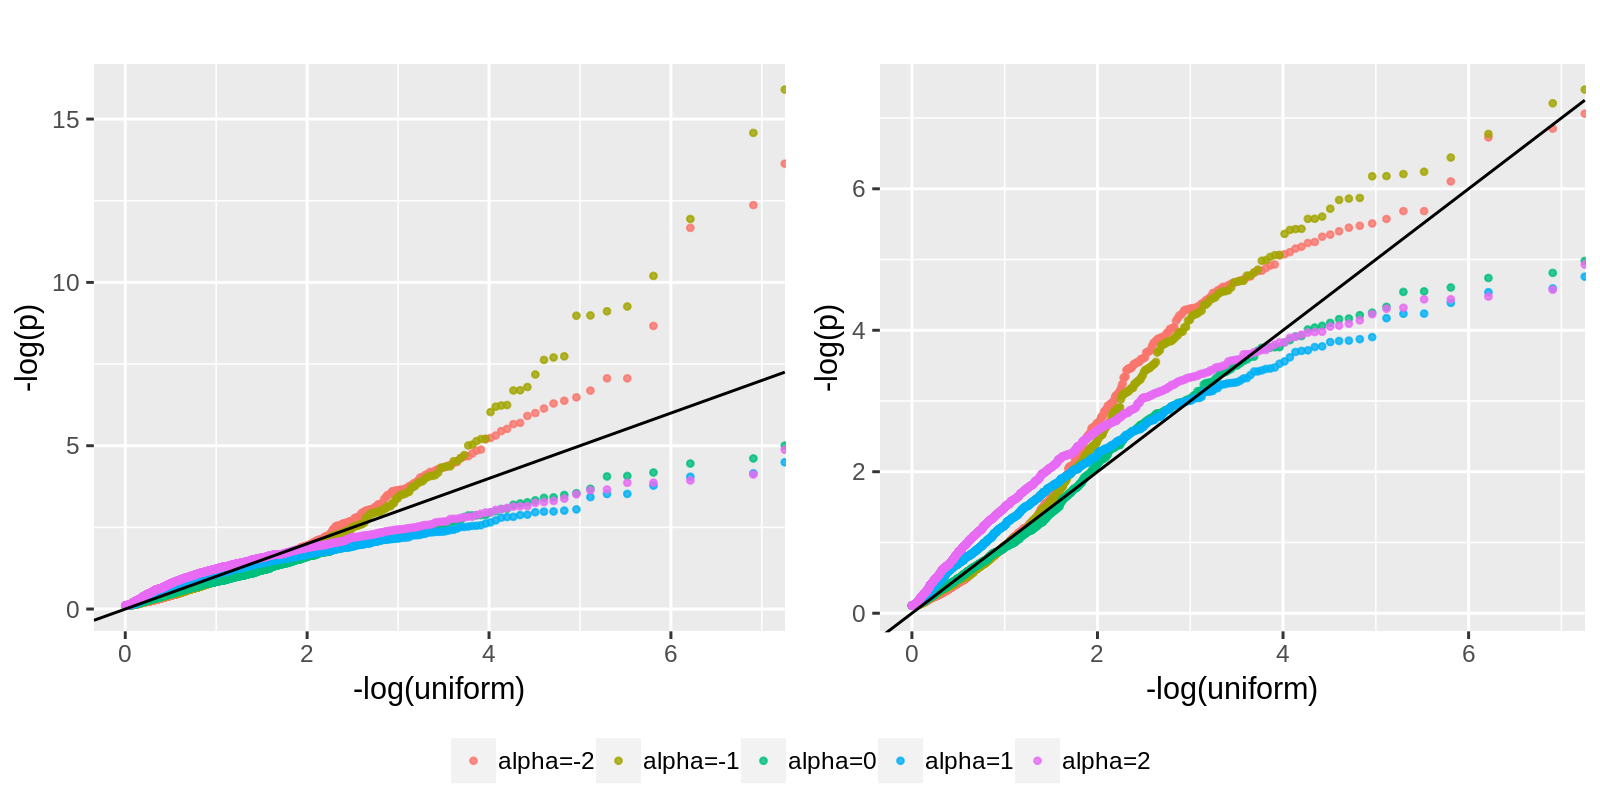 -log(p)
15
10
5
0
0 2 4 6
-log(uniform)
-log(p)
6
4
2
0
0 2 4 6
-log(uniform)
alpha=-2 alpha=-1 alpha=0 alpha=1 alpha=2